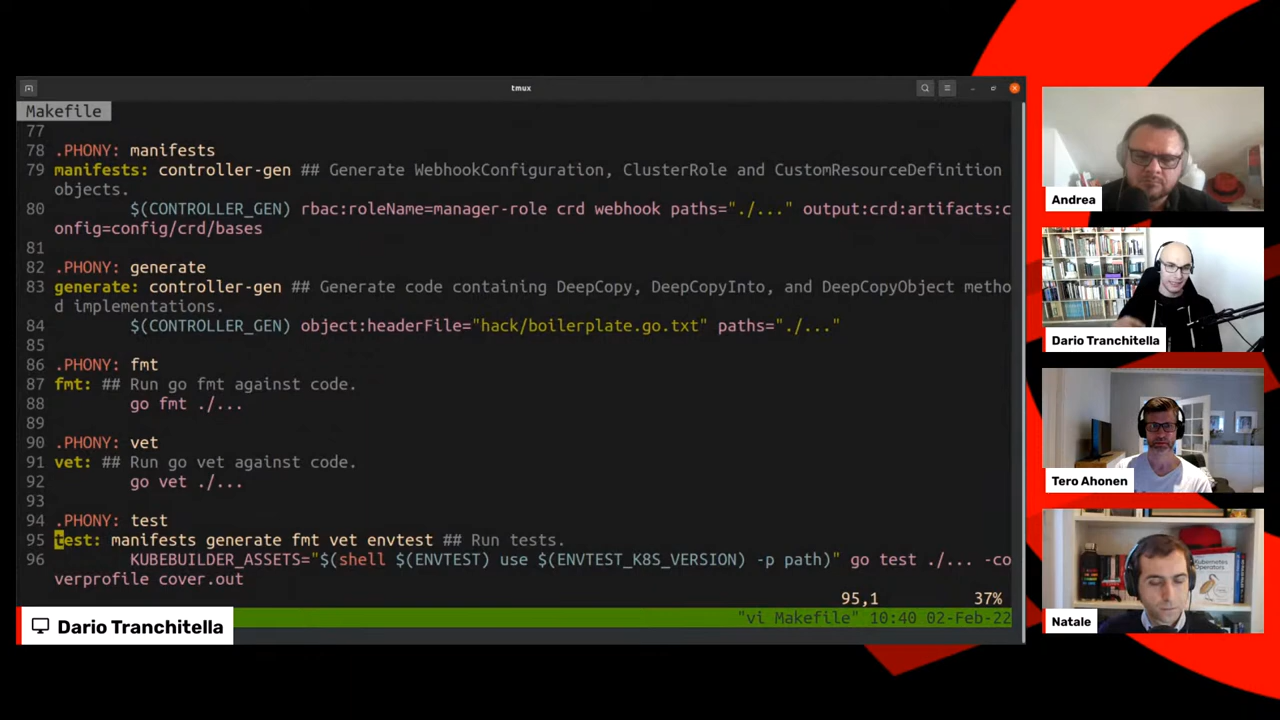 tmux
Makefile
77
78 .PHONY: manifests
79 manifests: controller-gen ## Generate WebhookConfiguration, ClusterRole and CustomResourceDefinition
objects.
80 $(CONTROLLER_GEN) rbac:roleName=manager-role crd webhook paths="./..." output:crd:artifacts:c
onfig=config/crd/bases
81
82 .PHONY: generate
83 generate: controller-gen ## Generate code containing DeepCopy, DeepCopyInto, and DeepCopyObject metho
d implementations.
84 $(CONTROLLER_GEN) object:headerFile="hack/boilerplate.go.txt" paths="./..."
85
86 .PHONY: fmt
87 fmt: ## Run go fmt against code.
88 go fmt ./...
89
90 .PHONY: vet
91 vet: ## Run go vet against code.
92 go vet ./...
93
94 .PHONY: test
95 test: manifests generate fmt vet envtest ## Run tests.
96 KUBEBUILDER_ASSETS="$(shell $(ENVTEST) use $(ENVTEST_K8S_VERSION) -p path)" go test ./... -co
verprofile cover.out
95,1 37%
"vi Makefile" 10:40 02-Feb-22
Dario Tranchitella
Andrea
Dario Tranchitella
Tero Ahonen
Kubernetes
Operators
Natale